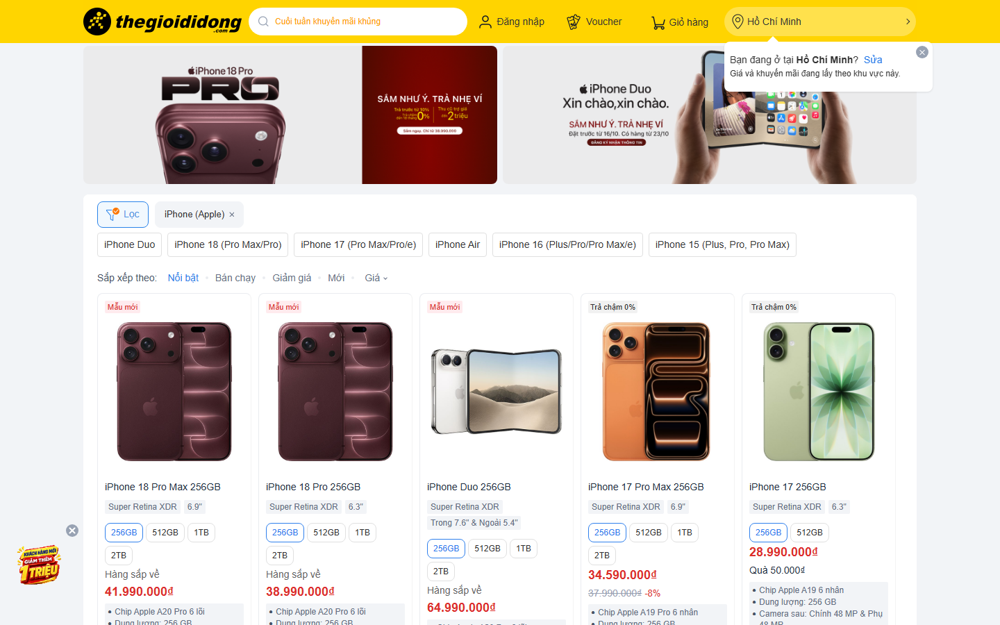 thegioididong
.com
Cuối tuần khuyến mãi khủng
Đăng nhập
Voucher
Giỏ hàng
Hồ Chí Minh
Bạn đang ở tại Hồ Chí Minh? Sửa
Giá và khuyến mãi đang lấy theo khu vực này.
iPhone 18 Pro
PRO
SẮM NHƯ Ý. TRẢ NHẸ VÍ
Trả trước từ 10%
Trả chậm đến 18 tháng 0%
Thu cũ trợ giá
đến 2 triệu
Sắm ngay. Chỉ từ 38.990.000
iPhone Duo
Xin chào,xin chào.
SẮM NHƯ Ý. TRẢ NHẸ VÍ
Đặt trước từ 16/10. Có hàng từ 23/10
ĐĂNG KÝ NHẬN THÔNG TIN
Lọc
iPhone (Apple) ×
iPhone Duo
iPhone 18 (Pro Max/Pro)
iPhone 17 (Pro Max/Pro/e)
iPhone Air
iPhone 16 (Plus/Pro/Pro Max/e)
iPhone 15 (Plus, Pro, Pro Max)
Sắp xếp theo: Nổi bật • Bán chạy • Giảm giá • Mới • Giá
Mẫu mới
iPhone 18 Pro Max 256GB
Super Retina XDR 6.9"
256GB 512GB 1TB
2TB
Hàng sắp về
41.990.000₫
• Chip Apple A20 Pro 6 lõi
• Dung lượng: 256 GB
Mẫu mới
iPhone 18 Pro 256GB
Super Retina XDR 6.3"
256GB 512GB 1TB
2TB
Hàng sắp về
38.990.000₫
• Chip Apple A20 Pro 6 lõi
• Dung lượng: 256 GB
Mẫu mới
iPhone Duo 256GB
Super Retina XDR
Trong 7.6" & Ngoài 5.4"
256GB 512GB 1TB
2TB
Hàng sắp về
64.990.000₫
Chip Apple A20 Pro 6 lõi
Trả chậm 0%
iPhone 17 Pro Max 256GB
Super Retina XDR 6.9"
256GB 512GB 1TB
2TB
34.590.000₫
37.990.000₫ -8%
• Chip Apple A19 Pro 6 nhân
• Dung lượng: 256 GB
Trả chậm 0%
iPhone 17 256GB
Super Retina XDR 6.3"
256GB 512GB
28.990.000₫
Quà 50.000₫
• Chip Apple A19 6 nhân
• Dung lượng: 256 GB
• Camera sau: Chính 48 MP & Phụ
48 MP
KHÁCH HÀNG MỚI
GIẢM THÊM
1 TRIỆU